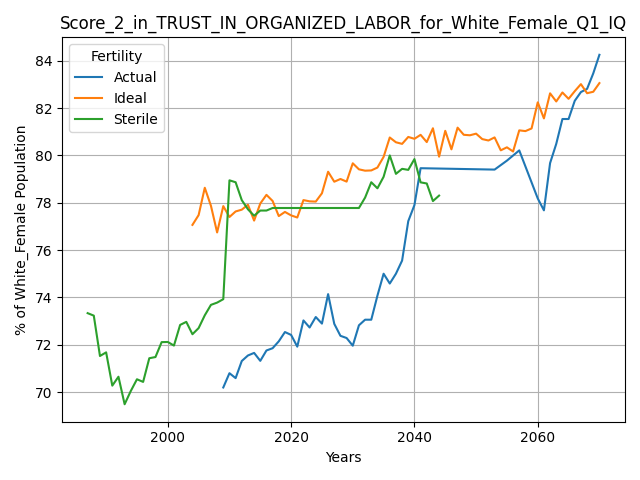 Score_2_in_TRUST_IN_ORGANIZED_LABOR_for_White_Female_Q1_IQ
Fertility
Actual
Ideal
Sterile
% of White_Female Population
84
82
80
78
76
74
72
70
2000
2020
2040
2060
Years